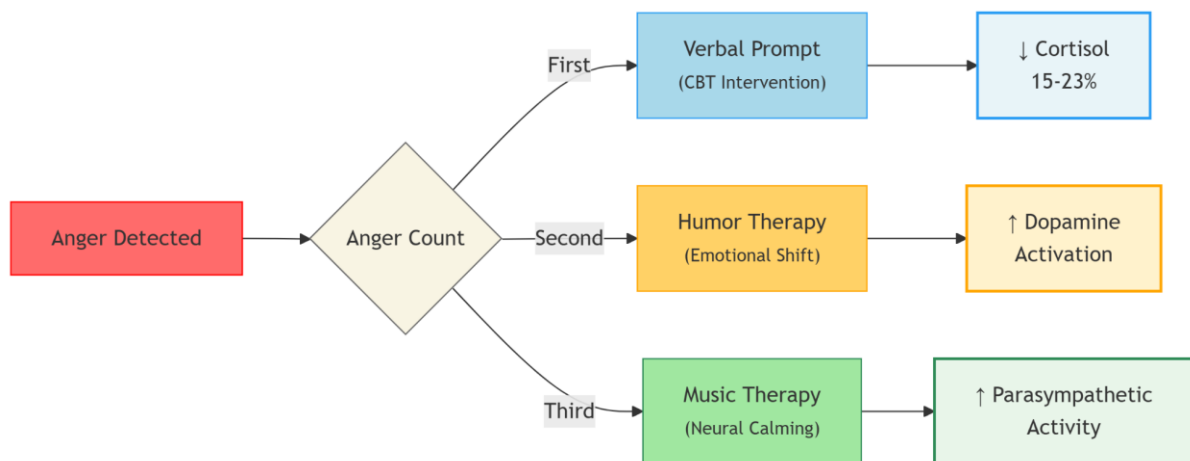 Anger Detected
Anger Count
First
Verbal Prompt
(CBT Intervention)
↓ Cortisol
15-23%
Second
Humor Therapy
(Emotional Shift)
↑ Dopamine
Activation
Third
Music Therapy
(Neural Calming)
↑ Parasympathetic
Activity